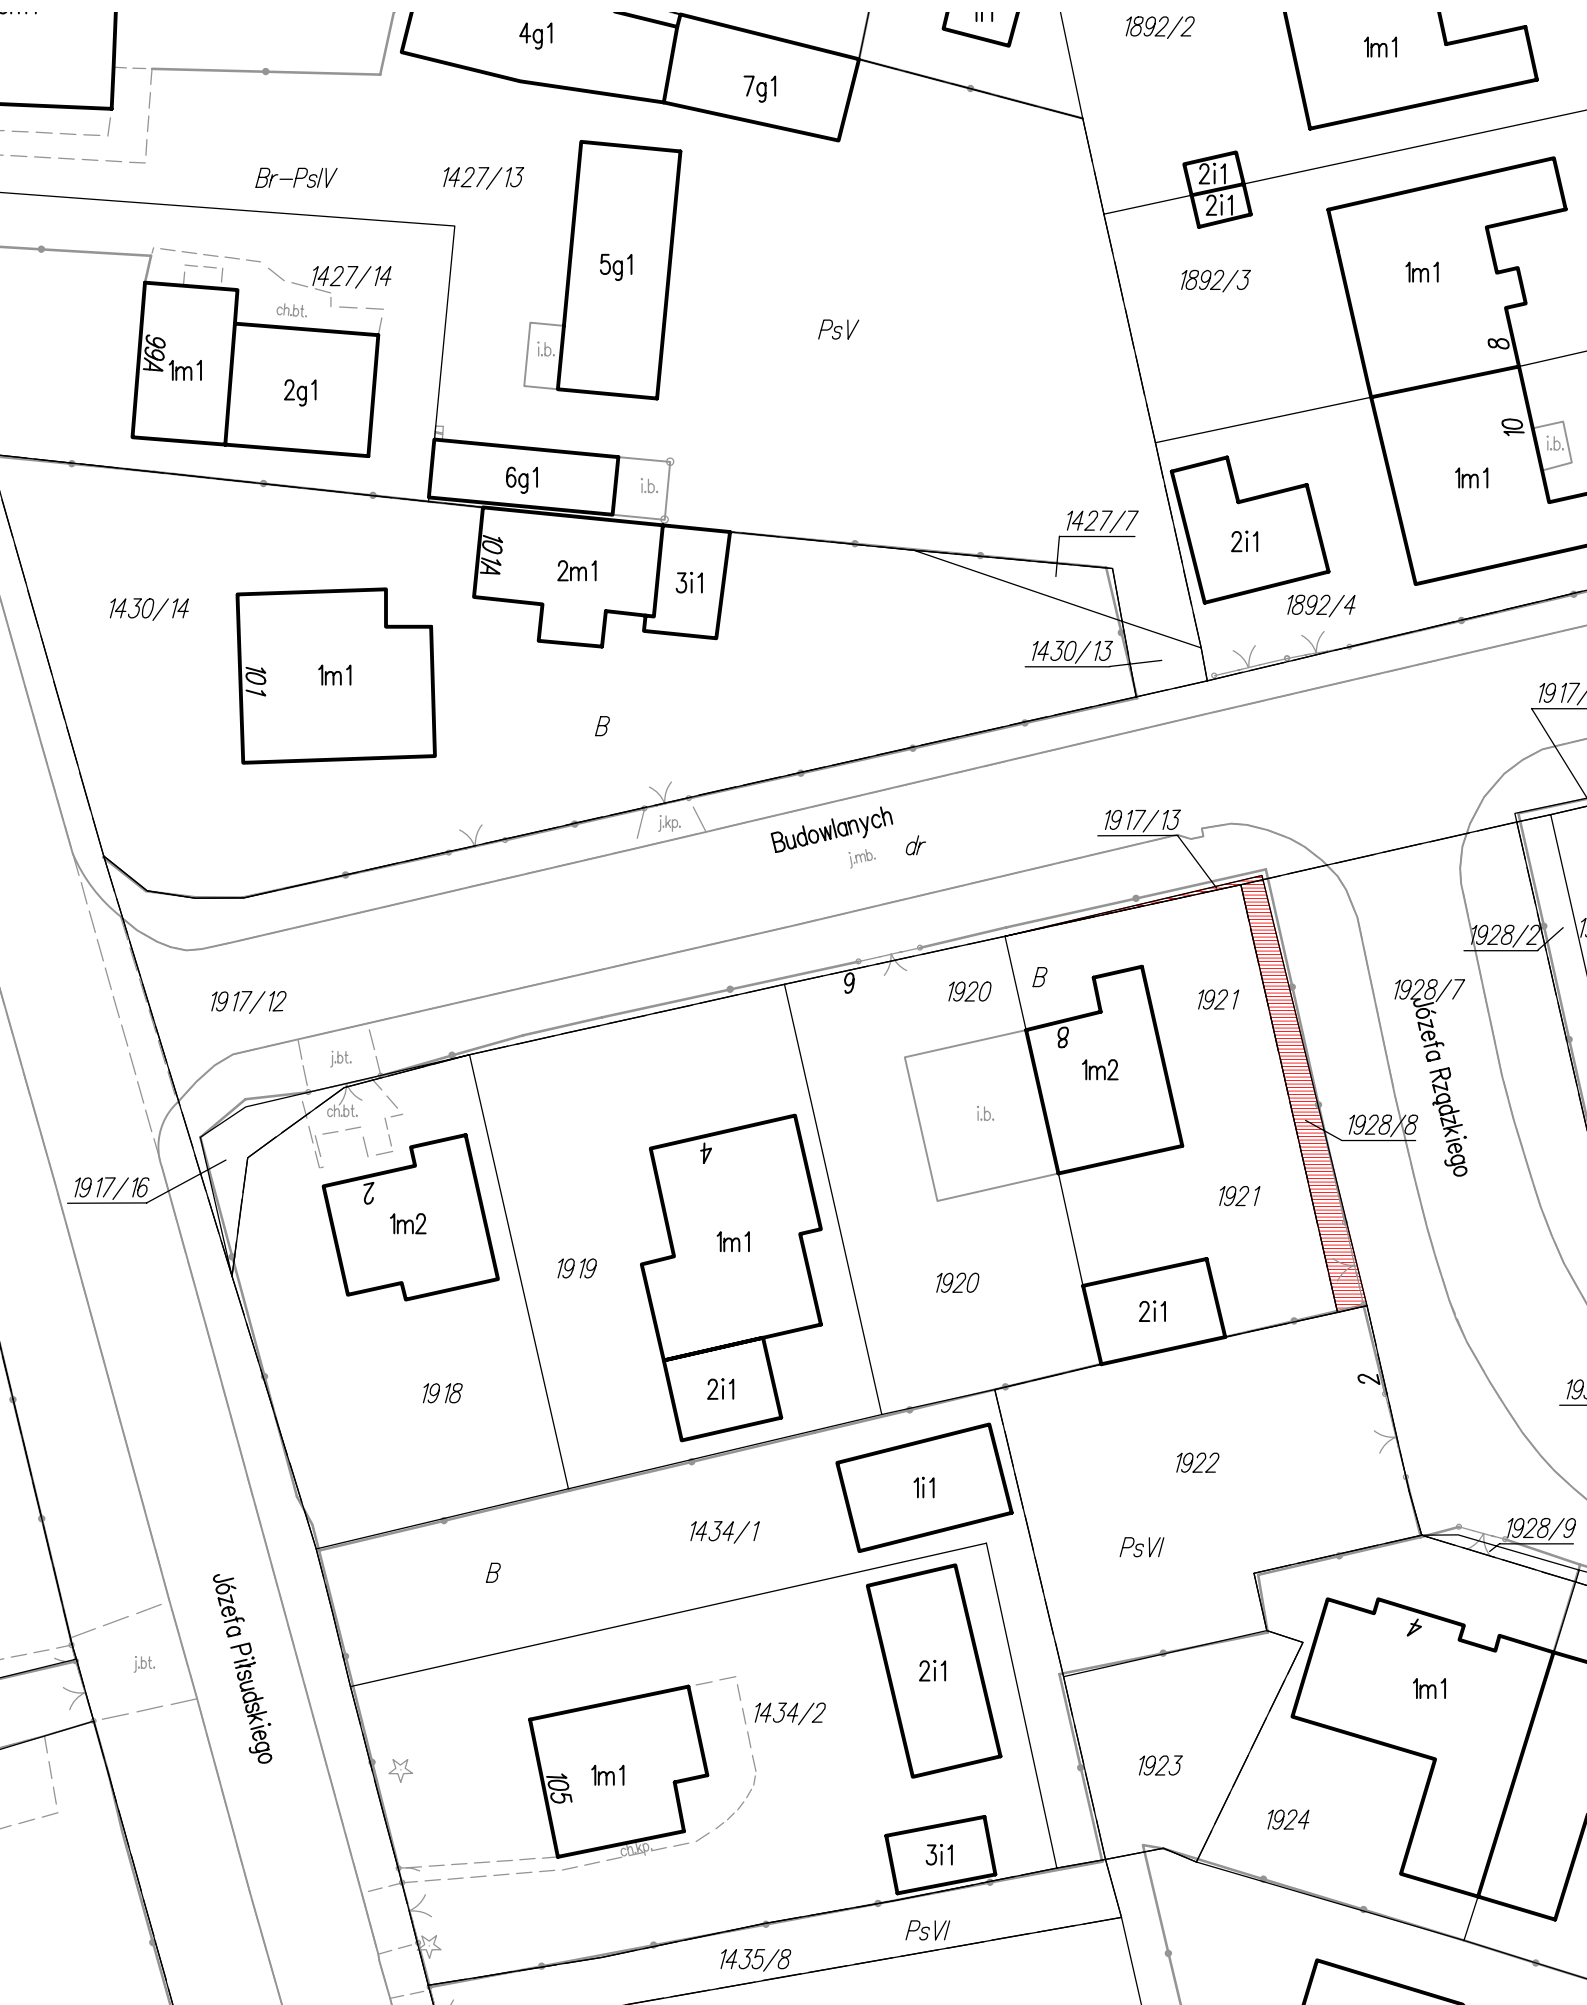 4g1
1892/2
1m1
7g1
Br-PsIV
1427/13
2i1
2i1
5g1
1m1
1427/14
1892/3
ch.bt.
PsV
8
99A
1m1
i.b.
2g1
10
i.b.
6g1
i.b.
1m1
1427/7
101A
2m1
3i1
2i1
1430/14
1892/4
101
1m1
1430/13
B
1917/
j.kp.
Budowlanych
j.mb.
dr
1917/13
1928/2
1917/12
6
1920
B
1921
1928/7
Józefa Rządzkiego
j.bt.
8
1m2
ch.bt.
i.b.
1928/8
4
1917/16
2
1m2
1m1
1921
1919
1920
2i1
1918
2i1
2
193
1922
1i1
1434/1
PsVI
1928/9
B
Józefa Piłsudskiego
4
j.bt.
2i1
1m1
1434/2
105
1m1
1923
1924
ch.kp.
3i1
PsVI
1435/8